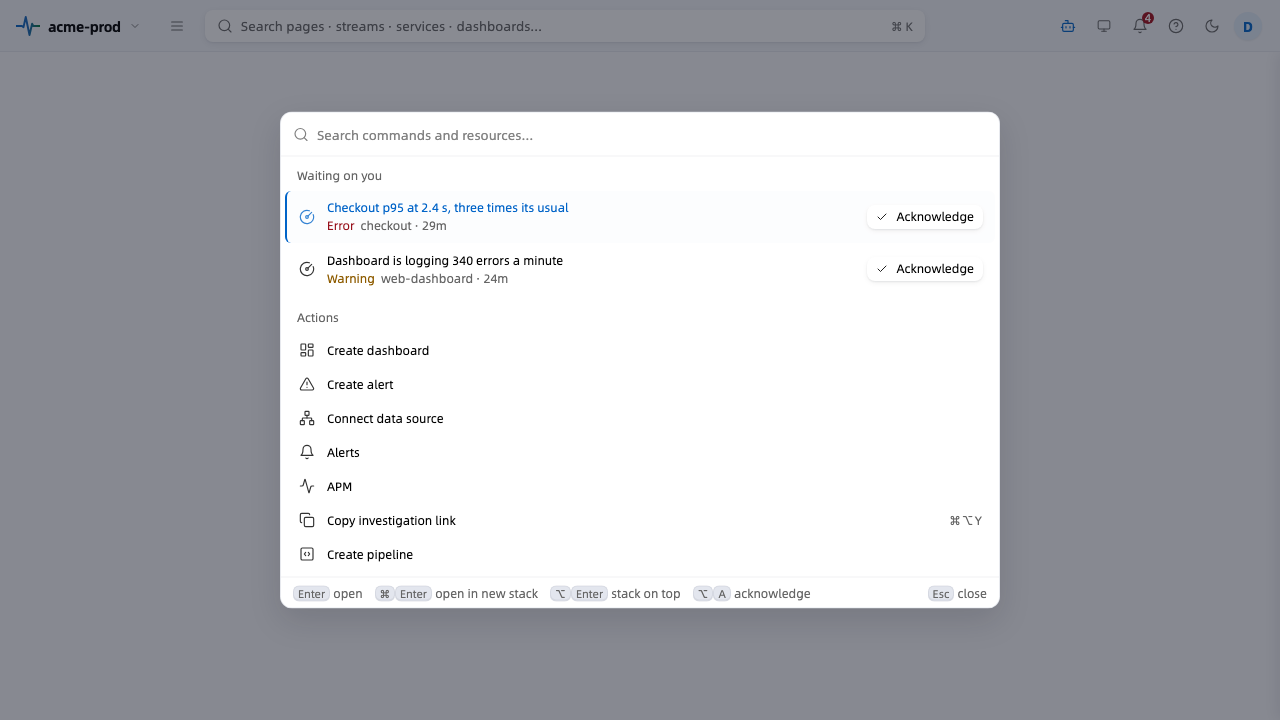 acme-prod
Search pages · streams · services · dashboards... ⌘ K
4
D
Search commands and resources...
Waiting on you
Checkout p95 at 2.4 s, three times its usual
Error checkout · 29m
Acknowledge
Dashboard is logging 340 errors a minute
Warning web-dashboard · 24m
Acknowledge
Actions
Create dashboard
Create alert
Connect data source
Alerts
APM
Copy investigation link ⌘⌥Y
Create pipeline
Enter open ⌘ Enter open in new stack ⌥ Enter stack on top ⌥ A acknowledge Esc close